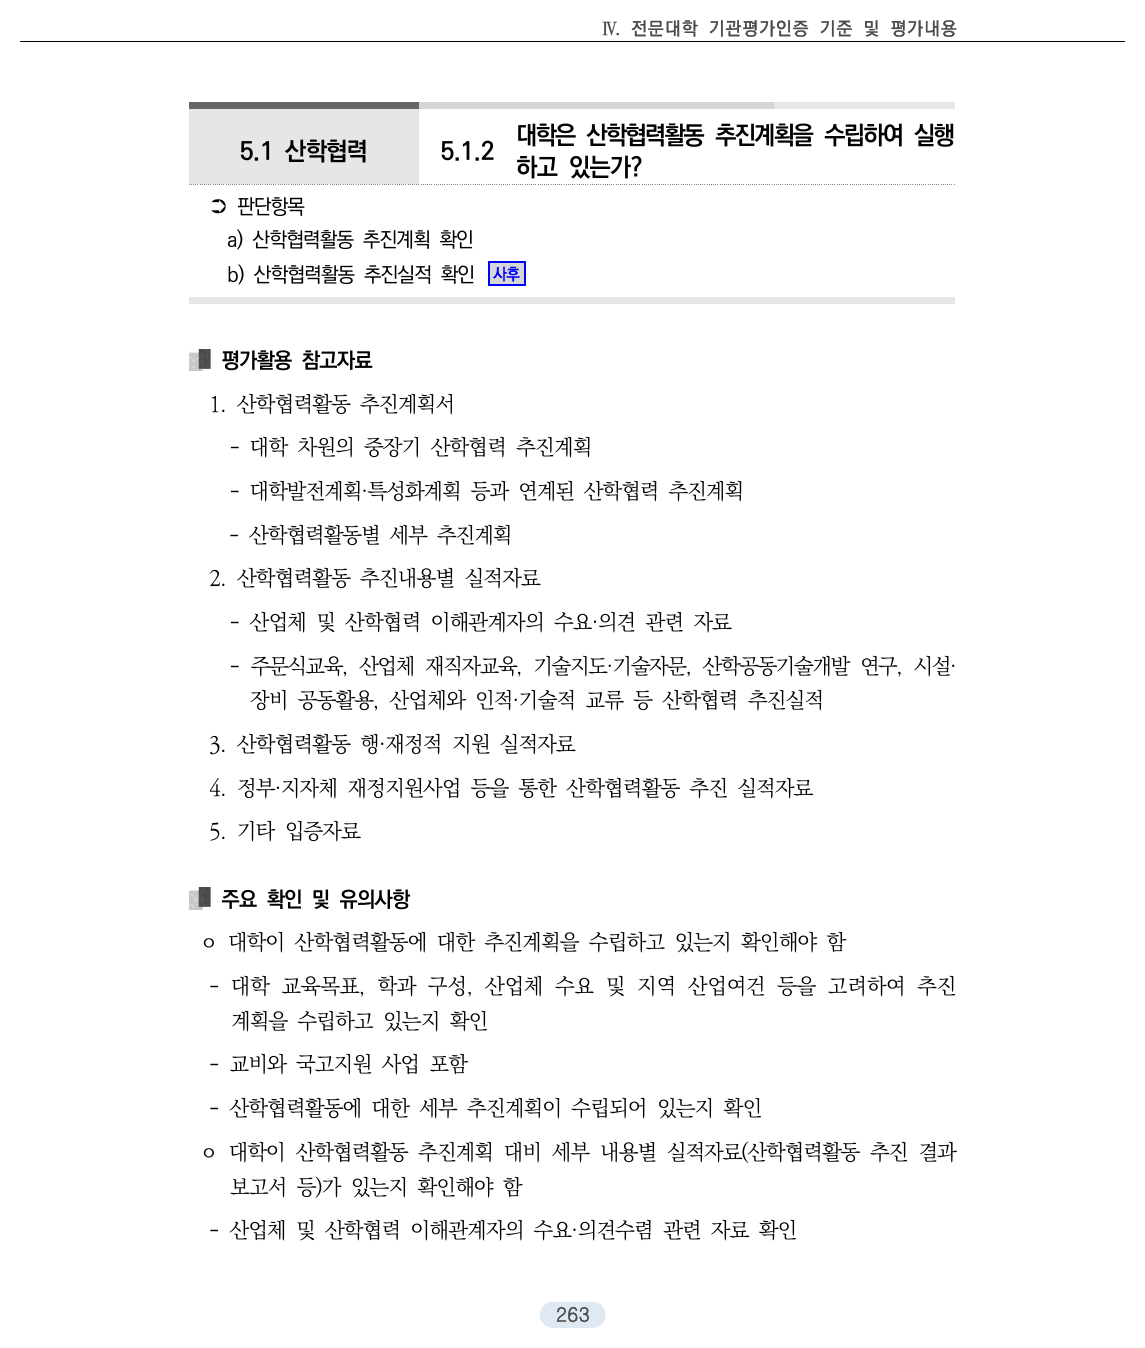 Ⅳ. 전문대학 기관평가인증 기준 및 평가내용
5.1 산학협력
5.1.2 대학은 산학협력활동 추진계획을 수립하여 실행
하고 있는가?
➲ 판단항목
a) 산학협력활동 추진계획 확인
b) 산학협력활동 추진실적 확인 사후
평가활용 참고자료
1. 산학협력활동 추진계획서
- 대학 차원의 중장기 산학협력 추진계획
- 대학발전계획·특성화계획 등과 연계된 산학협력 추진계획
- 산학협력활동별 세부 추진계획
2. 산학협력활동 추진내용별 실적자료
- 산업체 및 산학협력 이해관계자의 수요·의견 관련 자료
- 주문식교육, 산업체 재직자교육, 기술지도·기술자문, 산학공동기술개발 연구, 시설·
장비 공동활용, 산업체와 인적·기술적 교류 등 산학협력 추진실적
3. 산학협력활동 행·재정적 지원 실적자료
4. 정부·지자체 재정지원사업 등을 통한 산학협력활동 추진 실적자료
5. 기타 입증자료
주요 확인 및 유의사항
ㅇ 대학이 산학협력활동에 대한 추진계획을 수립하고 있는지 확인해야 함
- 대학 교육목표, 학과 구성, 산업체 수요 및 지역 산업여건 등을 고려하여 추진
계획을 수립하고 있는지 확인
- 교비와 국고지원 사업 포함
- 산학협력활동에 대한 세부 추진계획이 수립되어 있는지 확인
ㅇ 대학이 산학협력활동 추진계획 대비 세부 내용별 실적자료(산학협력활동 추진 결과
보고서 등)가 있는지 확인해야 함
- 산업체 및 산학협력 이해관계자의 수요·의견수렴 관련 자료 확인
263